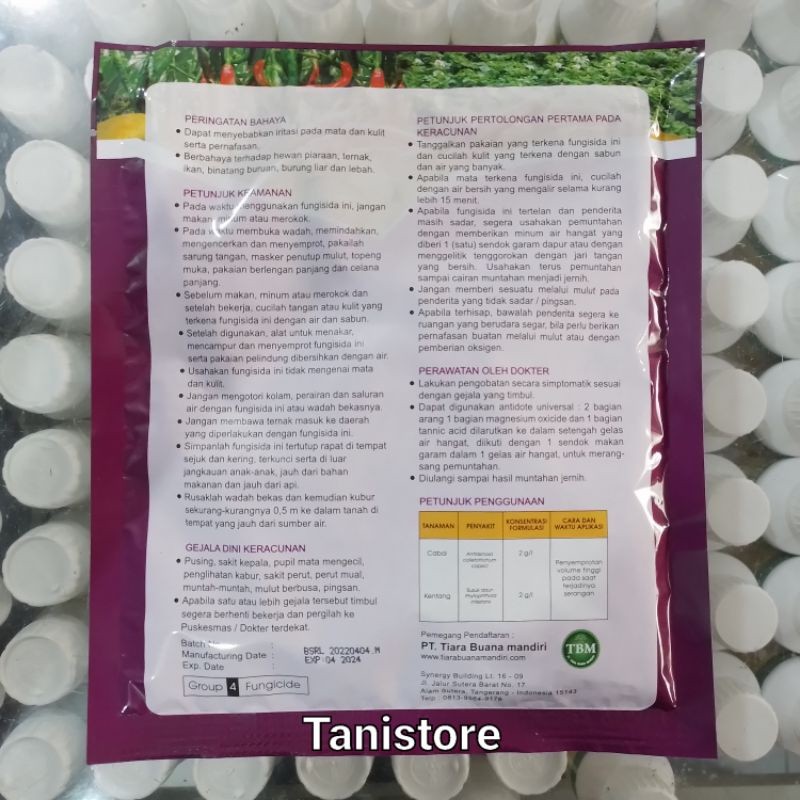 PERINGATAN BAHAYA
• Dapat menyebabkan iritasi pada mata dan kulit
serta pernafasan.
• Berbahaya terhadap hewan piaraan, ternak,
ikan, binatang buruan, burung liar dan lebah.
PETUNJUK KEAMANAN
• Pada waktu menggunakan fungisida ini, jangan
makan, minum atau merokok.
• Pada waktu membuka wadah, memindahkan,
mengencerkan dan menyemprot, pakailah
sarung tangan, masker penutup mulut, topeng
muka, pakaian berlengan panjang dan celana
panjang.
• Sebelum makan, minum atau merokok dan
setelah bekerja, cucilah tangan atau kulit yang
terkena fungisida ini dengan air dan sabun.
• Setelah digunakan, alat untuk menakar,
mencampur dan menyemprot fungisida ini
serta pakaian pelindung dibersihkan dengan air.
• Usahakan fungisida ini tidak mengenai mata
dan kulit.
• Jangan mengotori kolam, perairan dan saluran
air dengan fungisida ini atau wadah bekasnya.
• Jangan membawa ternak masuk ke daerah
yang diperlakukan dengan fungisida ini.
• Simpanlah fungisida ini tertutup rapat di tempat
sejuk dan kering, terkunci serta di luar
jangkauan anak-anak, jauh dari bahan
makanan dan jauh dari api.
• Rusaklah wadah bekas dan kemudian kubur
sekurang-kurangnya 0,5 m ke dalam tanah di
tempat yang jauh dari sumber air.
GEJALA DINI KERACUNAN
• Pusing, sakit kepala, pupil mata mengecil,
penglihatan kabur, sakit perut, perut mual,
muntah-muntah, mulut berbusa, pingsan.
• Apabila satu atau lebih gejala tersebut timbul
segera berhenti bekerja dan pergilah ke
Puskesmas / Dokter terdekat.
Batch
Manufacturing Date : BSRL 20220404 M
Exp. Date : EXP 04 2024
Group 4 Fungicide
PETUNJUK PERTOLONGAN PERTAMA PADA
KERACUNAN
• Tanggalkan pakaian yang terkena fungisida ini
dan cucilah kulit yang terkena dengan sabun
dan air yang banyak.
• Apabila mata terkena fungisida ini, cucilah
dengan air bersih yang mengalir selama kurang
lebih 15 menit.
• Apabila fungisida ini tertelan dan penderita
masih sadar, segera usahakan pemuntahan
dengan memberikan minum air hangat yang
diberi 1 (satu) sendok garam dapur atau dengan
menggelitik tenggorokan dengan jari tangan
yang bersih. Usahakan terus pemuntahan
sampai cairan muntahan menjadi jernih.
• Jangan memberi sesuatu melalui mulut pada
penderita yang tidak sadar / pingsan.
• Apabila terhisap, bawalah penderita segera ke
ruangan yang berudara segar, bila perlu berikan
pernafasan buatan melalui mulut atau dengan
pemberian oksigen.
PERAWATAN OLEH DOKTER
• Lakukan pengobatan secara simptomatik sesuai
dengan gejala yang timbul.
• Dapat digunakan antidote universal : 2 bagian
arang 1 bagian magnesium oxicide dan 1 bagian
tannic acid dilarutkan ke dalam setengah gelas
air hangat, diikuti dengan 1 sendok makan
garam dalam 1 gelas air hangat, untuk merang-
sang pemuntahan.
• Diulangi sampai hasil muntahan jernih.
PETUNJUK PENGGUNAAN
TANAMAN PENYAKIT KONSENTRASI FORMULASI CARA DAN WAKTU APLIKASI
Cabai 2 g/l
Kentang 2 g/l
Penyemprotan
volume tinggi
pada saat
terjadinya
serangan
Pemegang Pendaftaran :
PT. Tiara Buana mandiri
www.tiarabuanamandiri.com
TBM
Synergy Building Lt. 16 - 09
Jl. Jalur Sutera Barat No. 17
Alam Sutera, Tangerang - Indonesia 15143
Tanistore